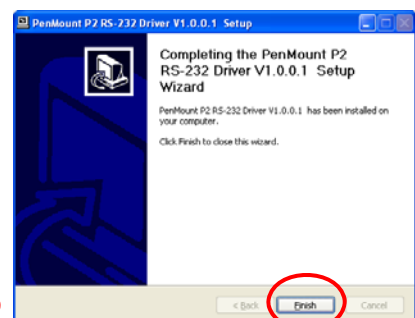 PenMount P2 RS-232 Driver V1.0.0.1 Setup
Completing the PenMount P2
RS-232 Driver V1.0.0.1 Setup
Wizard
PenMount P2 RS-232 Driver V1.0.0.1 has been installed on
your computer.
Click Finish to close this wizard.
< Back
Finish
Cancel